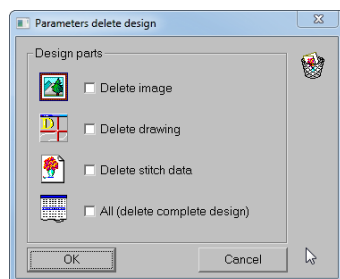 Parameters delete design
Design parts
Delete image
D
Delete drawing
Delete stitch data
All (delete complete design)
OK
Cancel